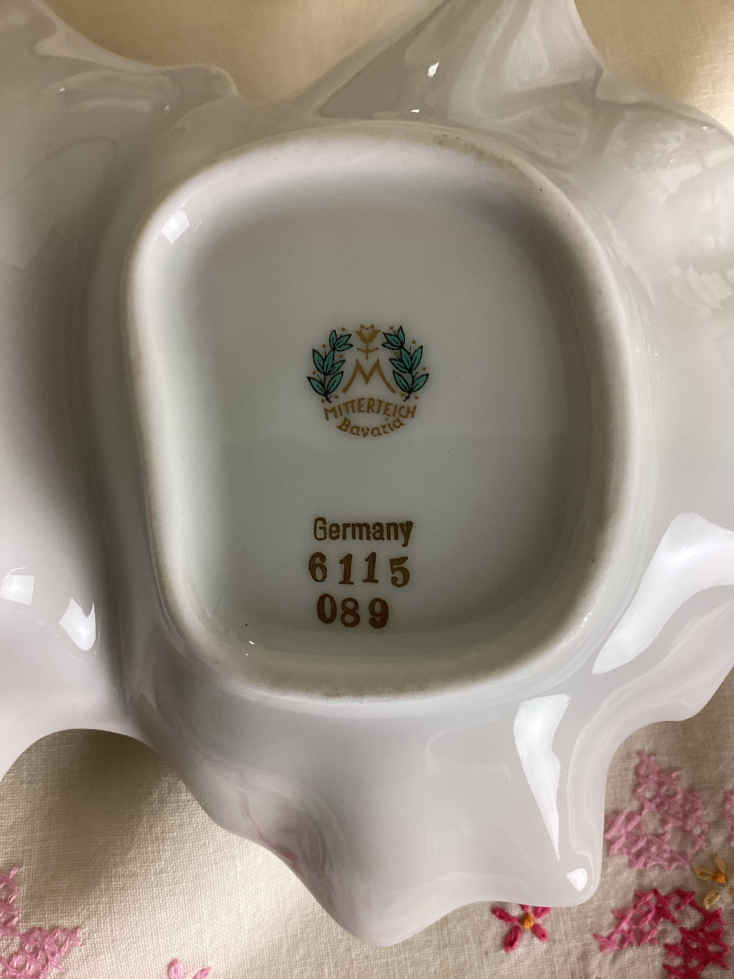 M
MITTERTEICH
Bavaria
Germany
6115
089